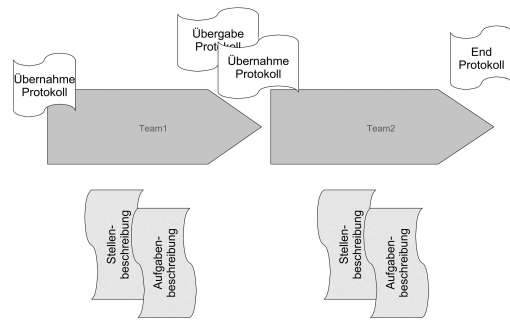 Übergabe
Protokoll
Übernahme
Protokoll
Übernahme
Protokoll
End
Protokoll
Team1
Team2
Stellen-
beschreibung
Aufgaben-
beschreibung
Stellen-
beschreibung
Aufgaben-
beschreibung